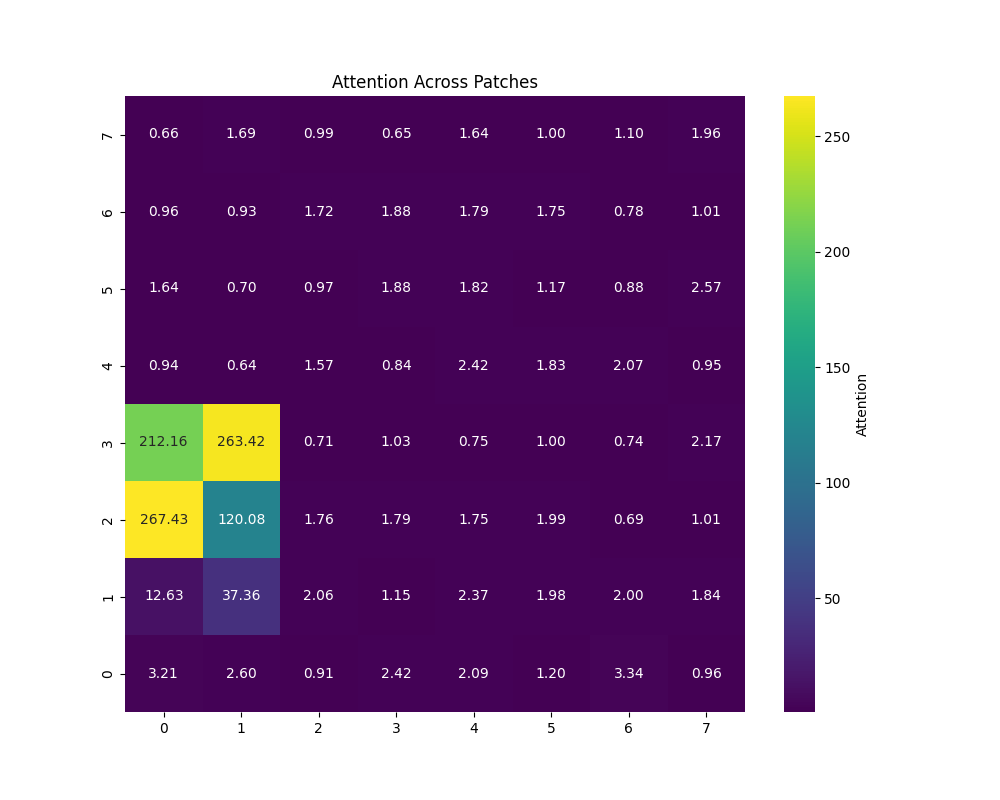 Attention Across Patches
7 0.66 1.69 0.99 0.65 1.64 1.00 1.10 1.96
6 0.96 0.93 1.72 1.88 1.79 1.75 0.78 1.01
5 1.64 0.70 0.97 1.88 1.82 1.17 0.88 2.57
4 0.94 0.64 1.57 0.84 2.42 1.83 2.07 0.95
3 212.16 263.42 0.71 1.03 0.75 1.00 0.74 2.17
2 267.43 120.08 1.76 1.79 1.75 1.99 0.69 1.01
1 12.63 37.36 2.06 1.15 2.37 1.98 2.00 1.84
0 3.21 2.60 0.91 2.42 2.09 1.20 3.34 0.96
0 1 2 3 4 5 6 7
250
200
150
100
50
Attention